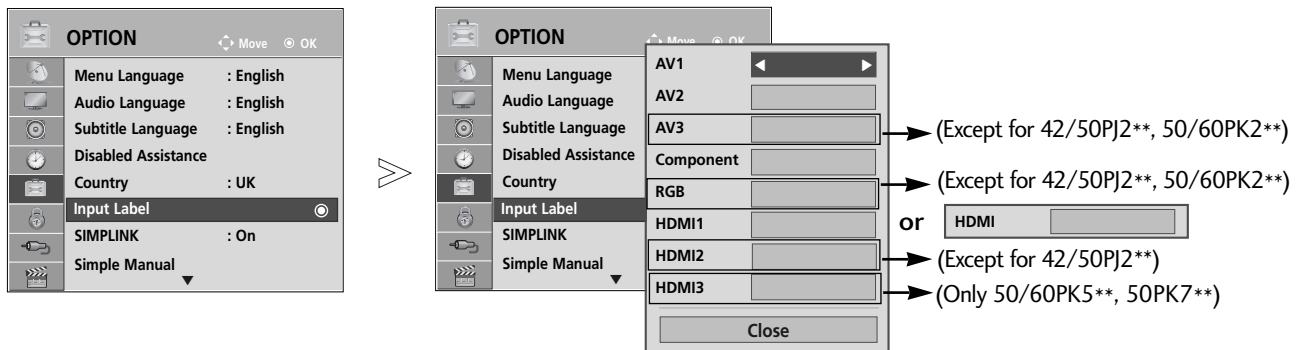 OPTION
Move OK
Menu Language : English
Audio Language : English
Subtitle Language : English
Disabled Assistance
Country : UK
Input Label
SIMPLINK : On
Simple Manual
OPTION
Move OK
Menu Language
Audio Language
Subtitle Language
Disabled Assistance
Country
Input Label
SIMPLINK
Simple Manual
AV1
AV2
AV3
Component
RGB
HDMI1
HDMI2
HDMI3
Close
(Except for 42/50PJ2**, 50/60PK2**)
(Except for 42/50PJ2**, 50/60PK2**)
or HDMI
(Except for 42/50PJ2**)
(Only 50/60PK5**, 50PK7**)